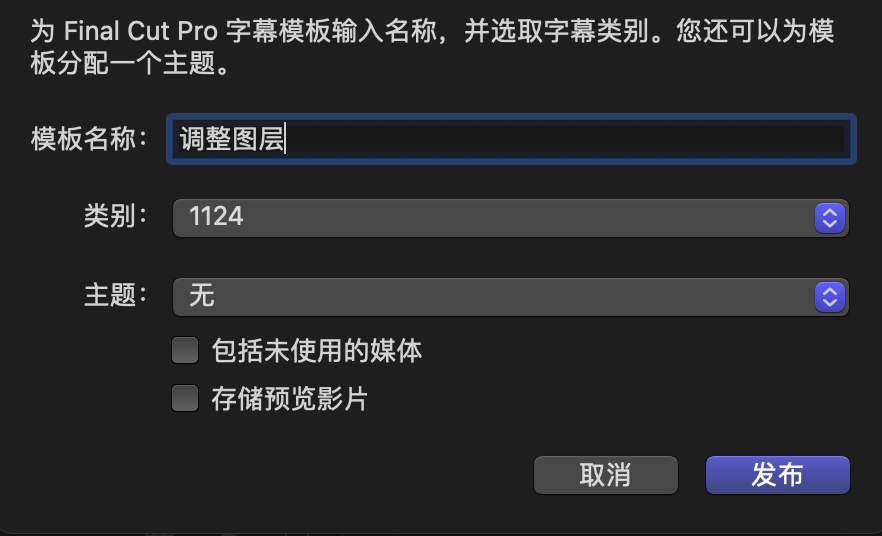 为 Final Cut Pro 字幕模板输入名称，并选取字幕类别。您还可以为模
板分配一个主题。
模板名称：调整图层
类别：1124
主题：无
包括未使用的媒体
存储预览影片
取消 发布